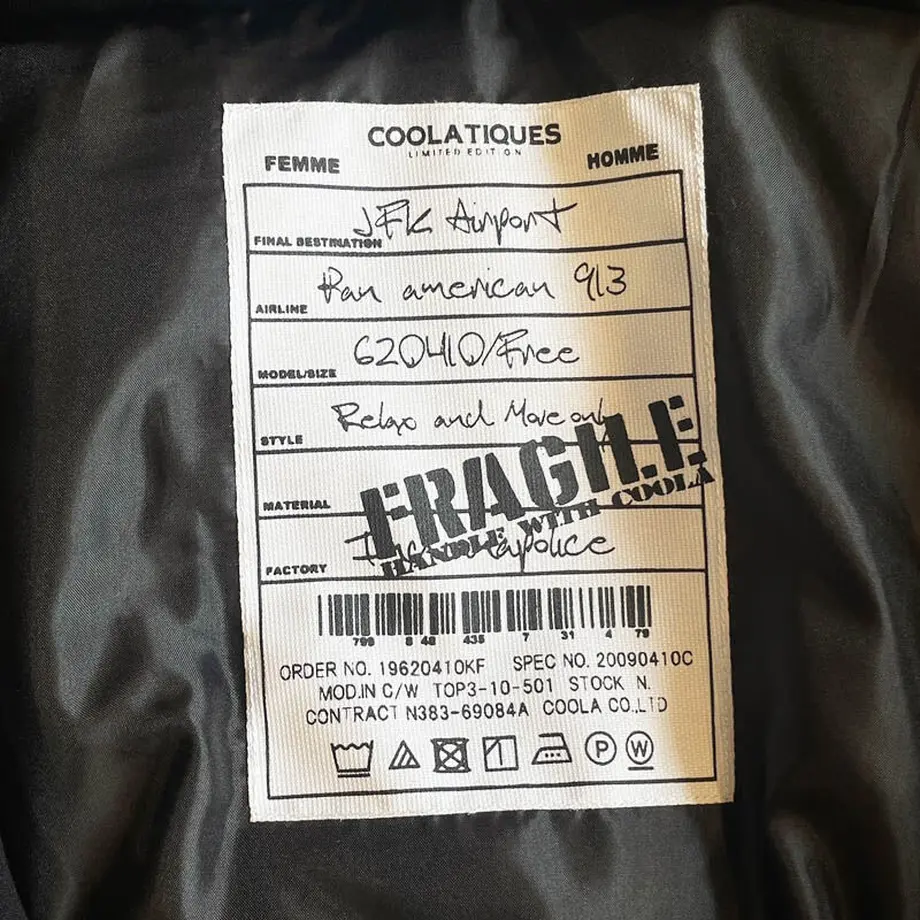 COOLATIQUES
LIMITED EDITION
FEMME HOMME
JFK Airport
FINAL DESTINATION
Pan american 913
AIRLINE
620410/Free
MODEL/SIZE
Relax and Move only
STYLE
FRAGILE
MATERIAL
HANDLE WITH COOLA
FACTORY
799 8 48 435 7 31 4 79
ORDER NO. 19620410KF SPEC NO. 20090410C
MOD.IN C/W TOP3-10-501 STOCK N.
CONTRACT N383-69084A COOLA CO.,LTD
P W